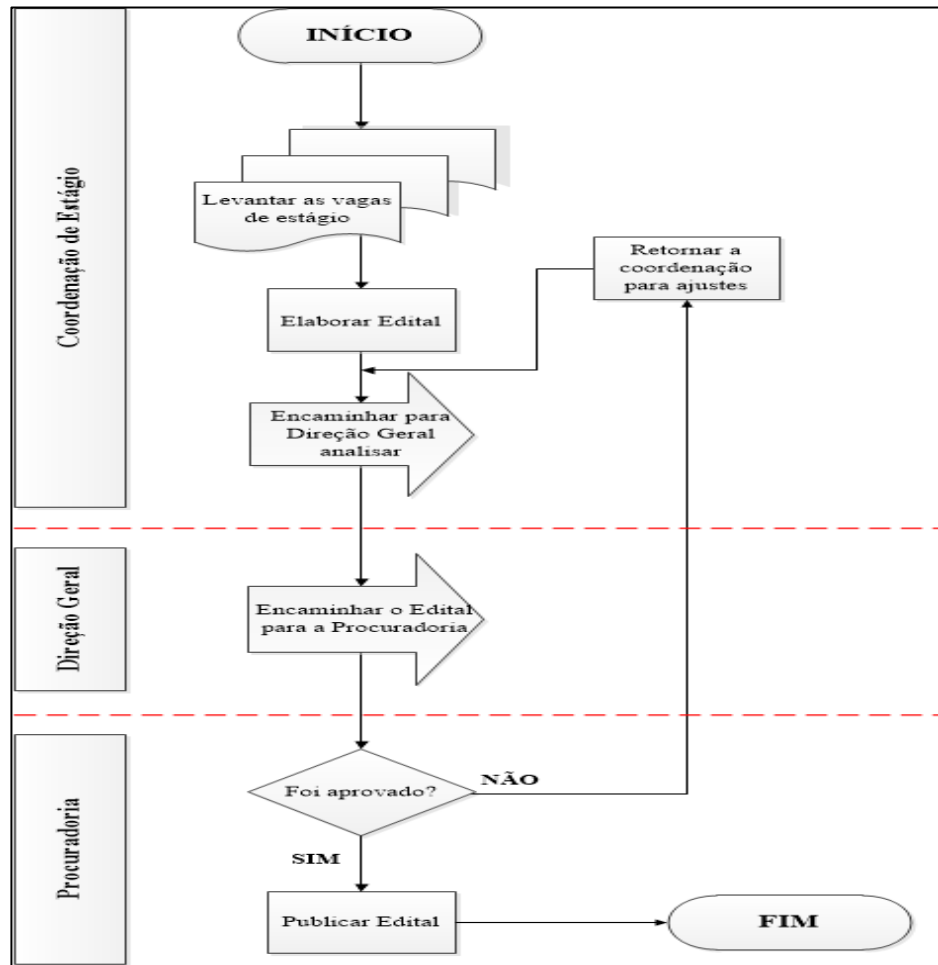 Coordenação de Estágio
INÍCIO
Levantar as vagas
de estágio
Retornar a
coordenação
para ajustes
Elaborar Edital
Encaminhar para
Direção Geral
analisar
Direção Geral
Encaminhar o Edital
para a Procuradoria
Procuradoria
Foi aprovado?
NÃO
SIM
Publicar Edital
FIM